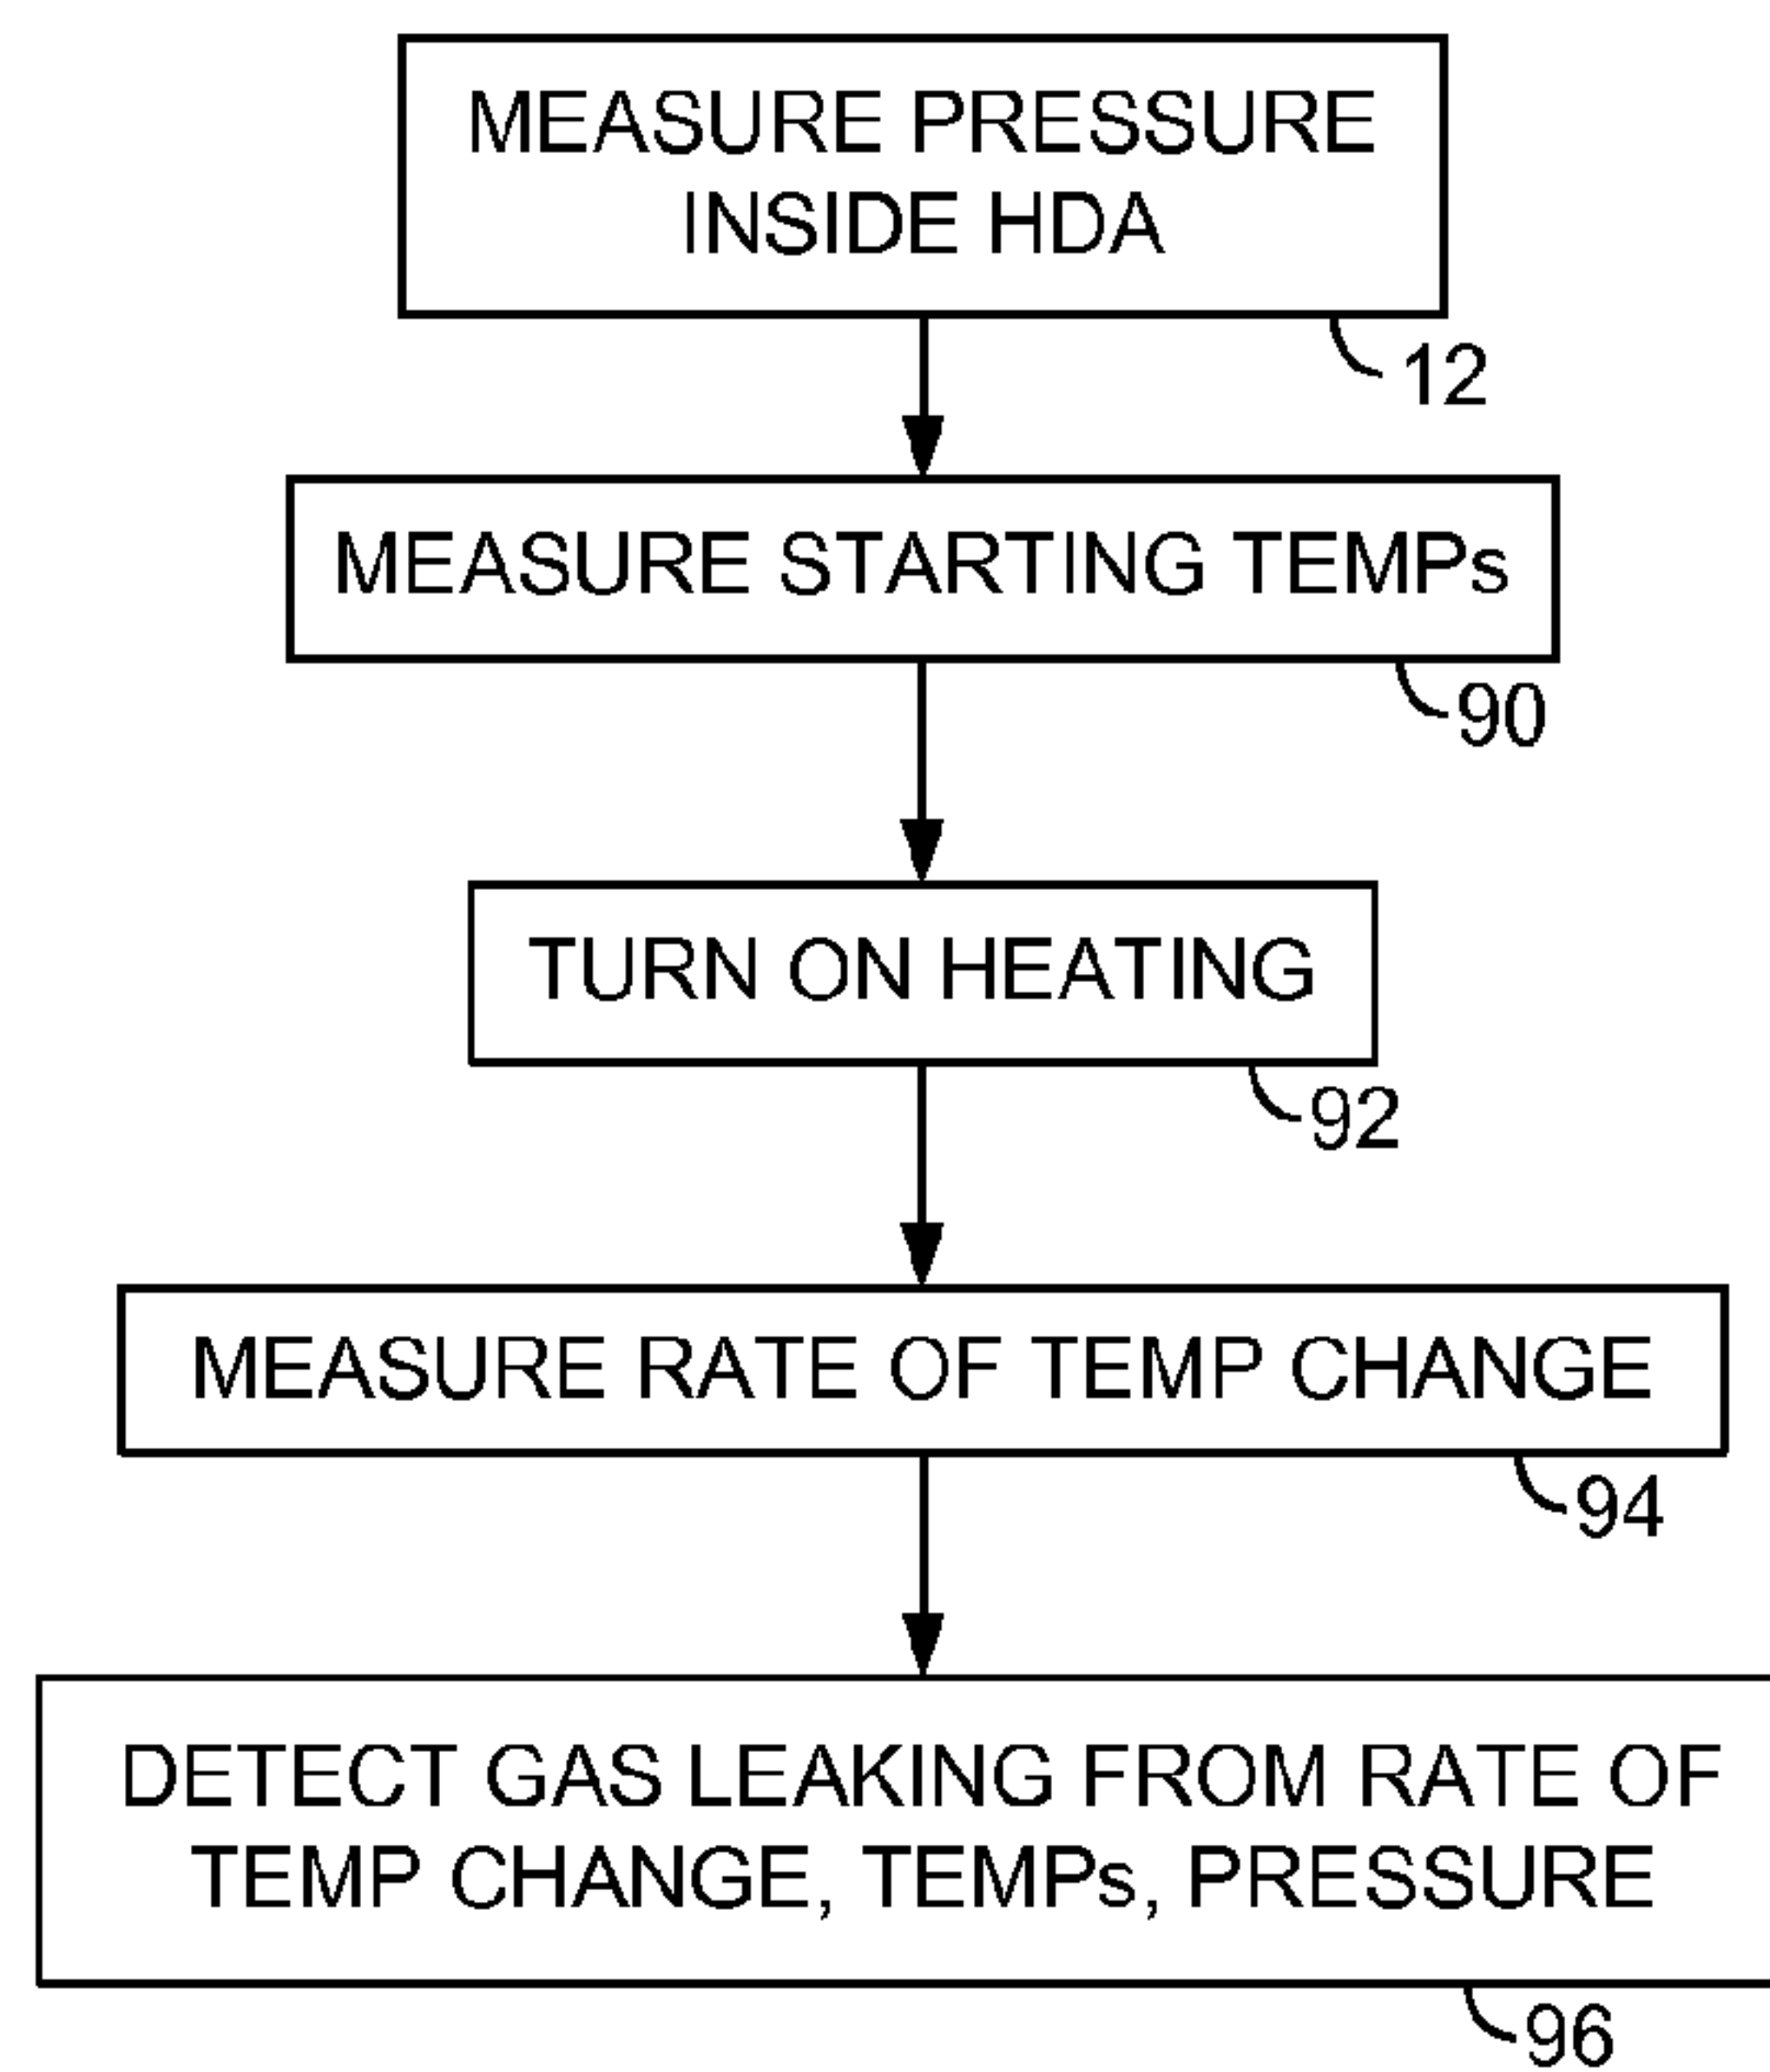 MEASURE PRESSURE
INSIDE HDA
12
MEASURE STARTING TEMPs
90
TURN ON HEATING
92
MEASURE RATE OF TEMP CHANGE
94
DETECT GAS LEAKING FROM RATE OF
TEMP CHANGE, TEMPs, PRESSURE
96